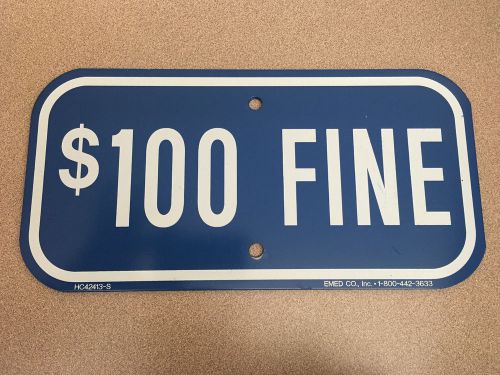 $100 FINE
HC42413-S EMED CO., Inc. • 1-800-442-3633